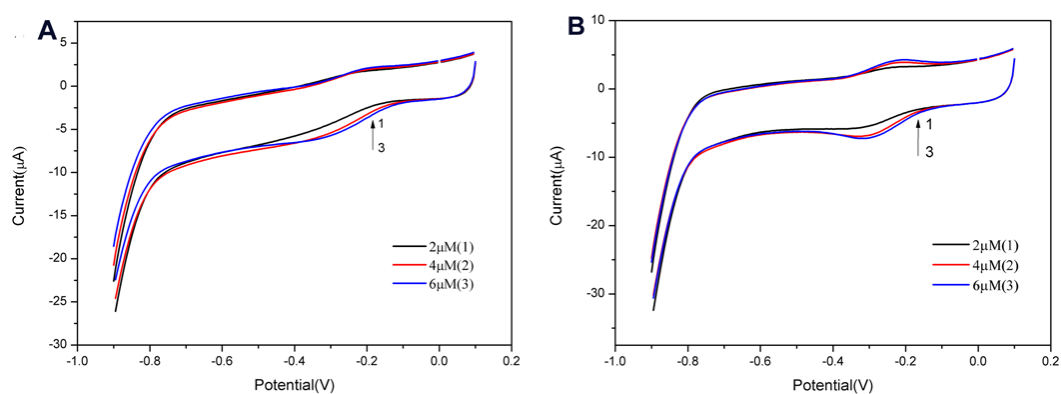 A
5
0
-5
-10
-15
-20
-25
-30
-1.0 -0.8 -0.6 -0.4 -0.2 0.0 0.2
Current(μA)
Potential(V)
1
3
2μM(1)
4μM(2)
6μM(3)
B
10
0
-10
-20
-30
-1.0 -0.8 -0.6 -0.4 -0.2 0.0 0.2
Current(μA)
Potential(V)
1
3
2μM(1)
4μM(2)
6μM(3)